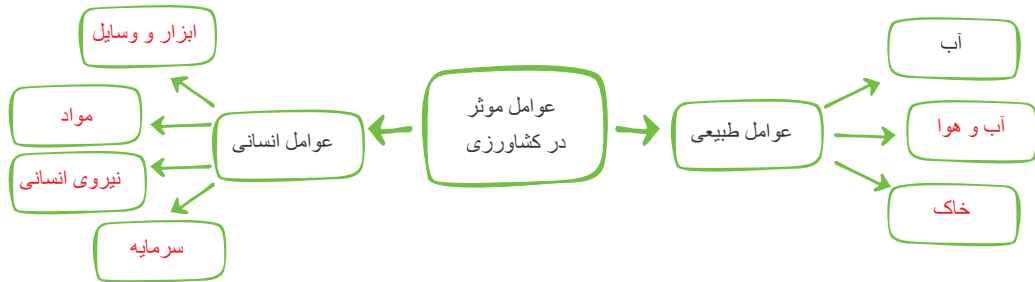 عوامل موثر
در کشاورزی
عوامل طبیعی
آب
آب و هوا
خاک
عوامل انسانی
ابزار و وسایل
مواد
نیروی انسانی
سرمایه